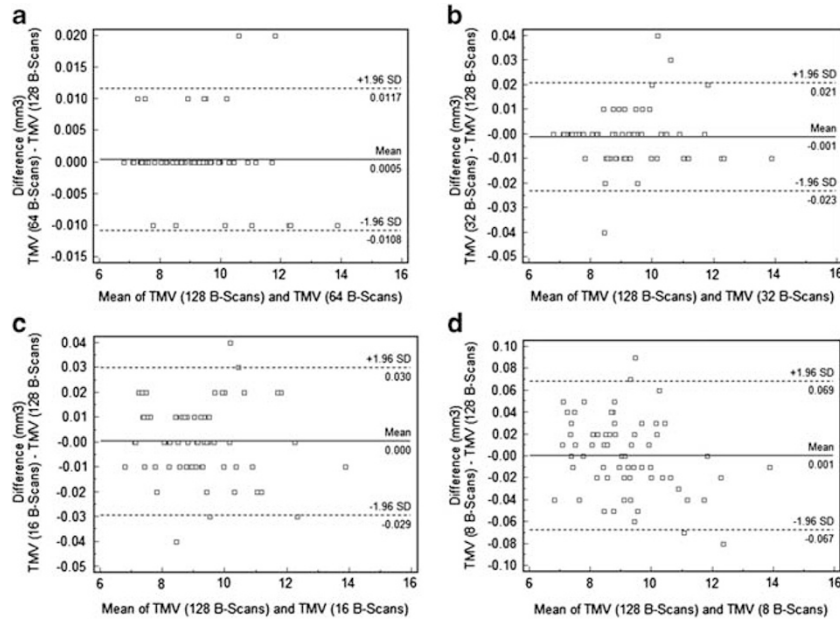 a
0.020
0.015
0.010
0.005
0.000
-0.005
-0.010
-0.015
Difference (mm3)
TMV (64 B-Scans) - TMV (128 B-Scans)
+1.96 SD
0.0117
Mean
0.0005
-1.96 SD
-0.0108
6 8 10 12 14 16
Mean of TMV (128 B-Scans) and TMV (64 B-Scans)
b
0.04
0.03
0.02
0.01
-0.00
-0.01
-0.02
-0.03
-0.04
-0.05
Difference (mm3)
TMV (32 B-Scans) - TMV (128 B-Scans)
+1.96 SD
0.021
Mean
-0.001
-1.96 SD
-0.023
6 8 10 12 14 16
Mean of TMV (128 B-Scans) and TMV (32 B-Scans)
c
0.04
0.03
0.02
0.01
-0.00
-0.01
-0.02
-0.03
-0.04
-0.05
Difference (mm3)
TMV (16 B-Scans) - TMV (128 B-Scans)
+1.96 SD
0.030
Mean
0.000
-1.96 SD
-0.029
6 8 10 12 14 16
Mean of TMV (128 B-Scans) and TMV (16 B-Scans)
d
0.10
0.08
0.06
0.04
0.02
-0.00
-0.02
-0.04
-0.06
-0.08
-0.10
Difference (mm3)
TMV (8 B-Scans) - TMV (128 B-Scans)
+1.96 SD
0.069
Mean
0.001
-1.96 SD
-0.067
6 8 10 12 14 16
Mean of TMV (128 B-Scans) and TMV (8 B-Scans)